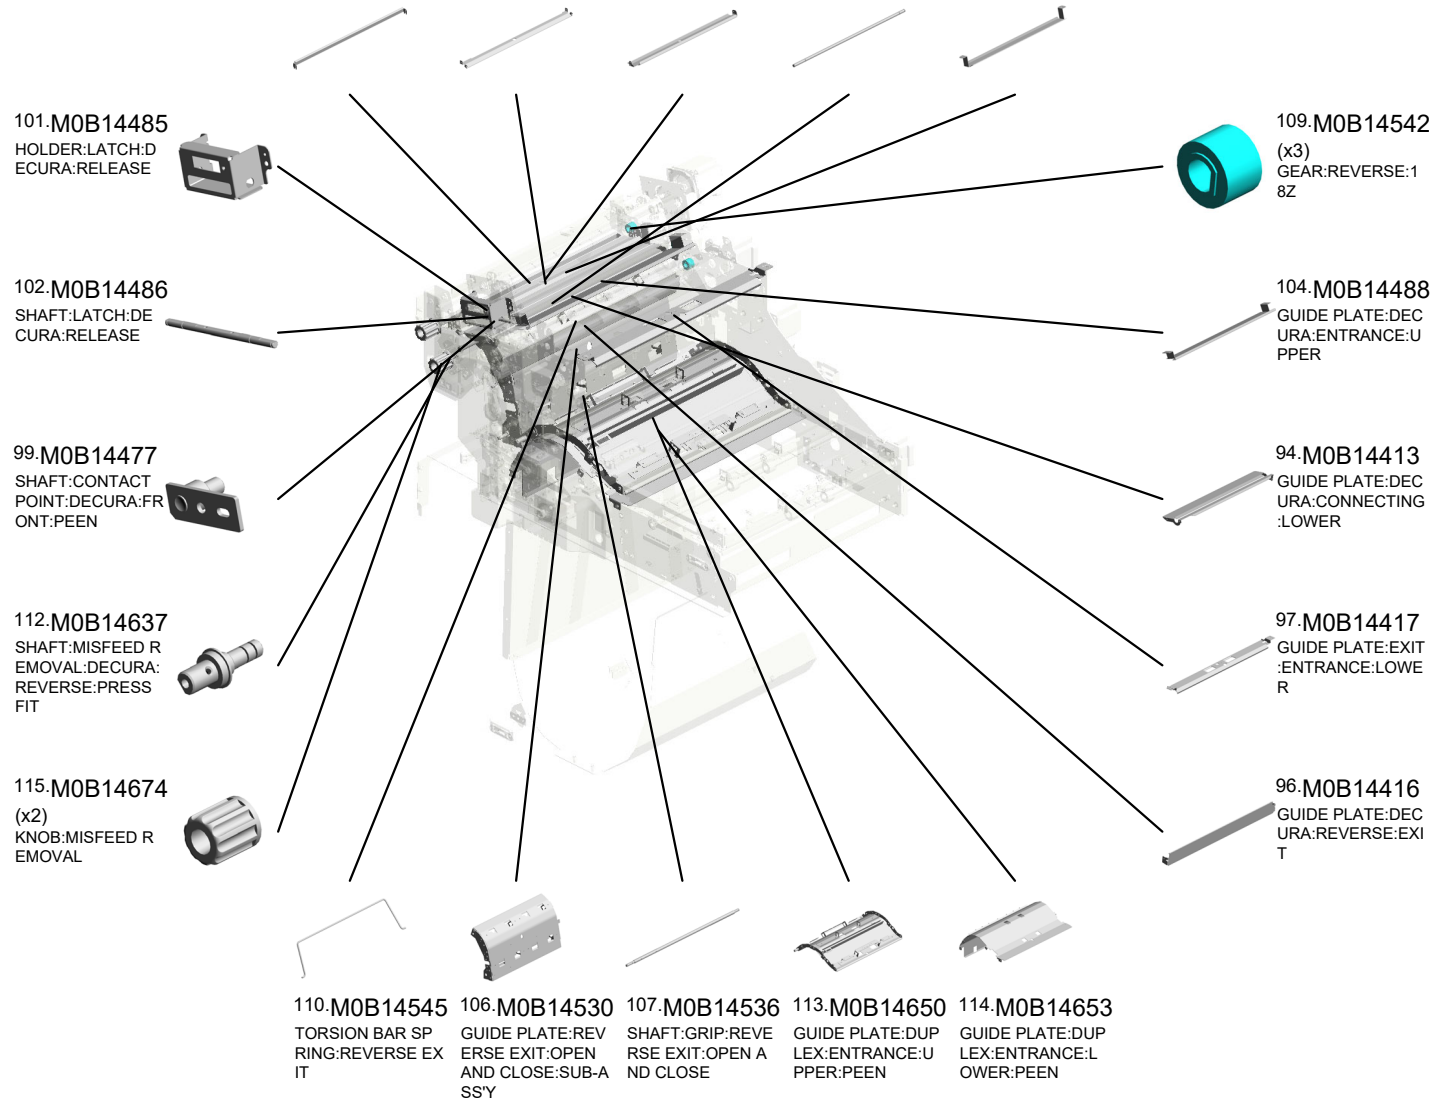 101.M0B14485
HOLDER:LATCH:D
ECURA:RELEASE
102.M0B14486
SHAFT:LATCH:DE
CURA:RELEASE
99.M0B14477
SHAFT:CONTACT
POINT:DECURA:FR
ONT:PEEN
112.M0B14637
SHAFT:MISFEED R
EMOVAL:DECURA:
REVERSE:PRESS
FIT
115.M0B14674
(x2)
KNOB:MISFEED R
EMOVAL
109.M0B14542
(x3)
GEAR:REVERSE:1
8Z
104.M0B14488
GUIDE PLATE:DEC
URA:ENTRANCE:U
PPER
94.M0B14413
GUIDE PLATE:DEC
URA:CONNECTING
:LOWER
97.M0B14417
GUIDE PLATE:EXIT
:ENTRANCE:LOWE
R
96.M0B14416
GUIDE PLATE:DEC
URA:REVERSE:EXI
T
110.M0B14545
TORSION BAR SP
RING:REVERSE EX
IT
106.M0B14530
GUIDE PLATE:REV
ERSE EXIT:OPEN
AND CLOSE:SUB-A
SS'Y
107.M0B14536
SHAFT:GRIP:REVE
RSE EXIT:OPEN A
ND CLOSE
113.M0B14650
GUIDE PLATE:DUP
LEX:ENTRANCE:U
PPER:PEEN
114.M0B14653
GUIDE PLATE:DUP
LEX:ENTRANCE:L
OWER:PEEN